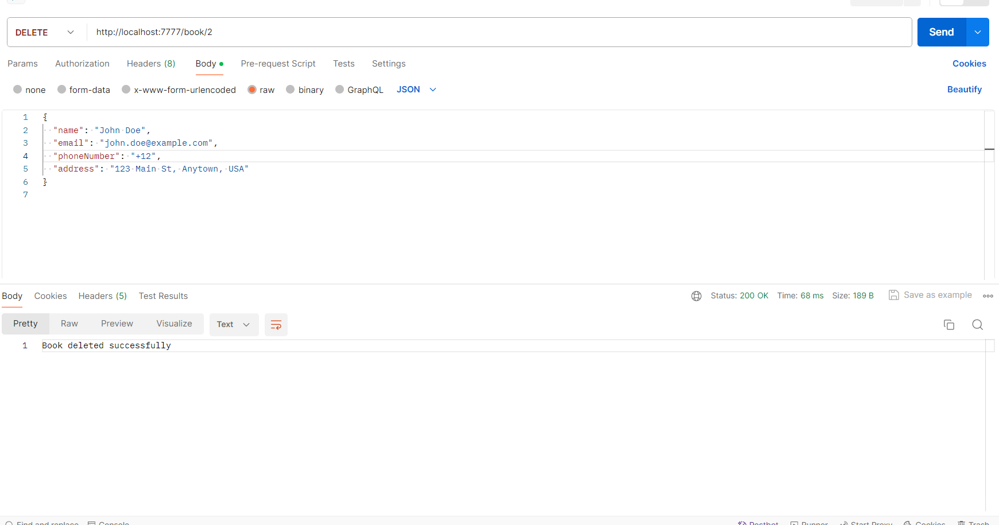 DELETE http://localhost:7777/book/2 Send
Params Authorization Headers (8) Body Pre-request Script Tests Settings Cookies
none form-data x-www-form-urlencoded raw binary GraphQL JSON Beautify
1 {
2 "name": "John Doe",
3 "email": "john.doe@example.com",
4 "phoneNumber": "+12",
5 "address": "123 Main St, Anytown, USA"
6 }
7
Body Cookies Headers (5) Test Results Status: 200 OK Time: 68 ms Size: 189 B Save as example
Pretty Raw Preview Visualize Text
1 Book deleted successfully
Find and replace Console Postbot Runner Start Proxy Cookies Trash